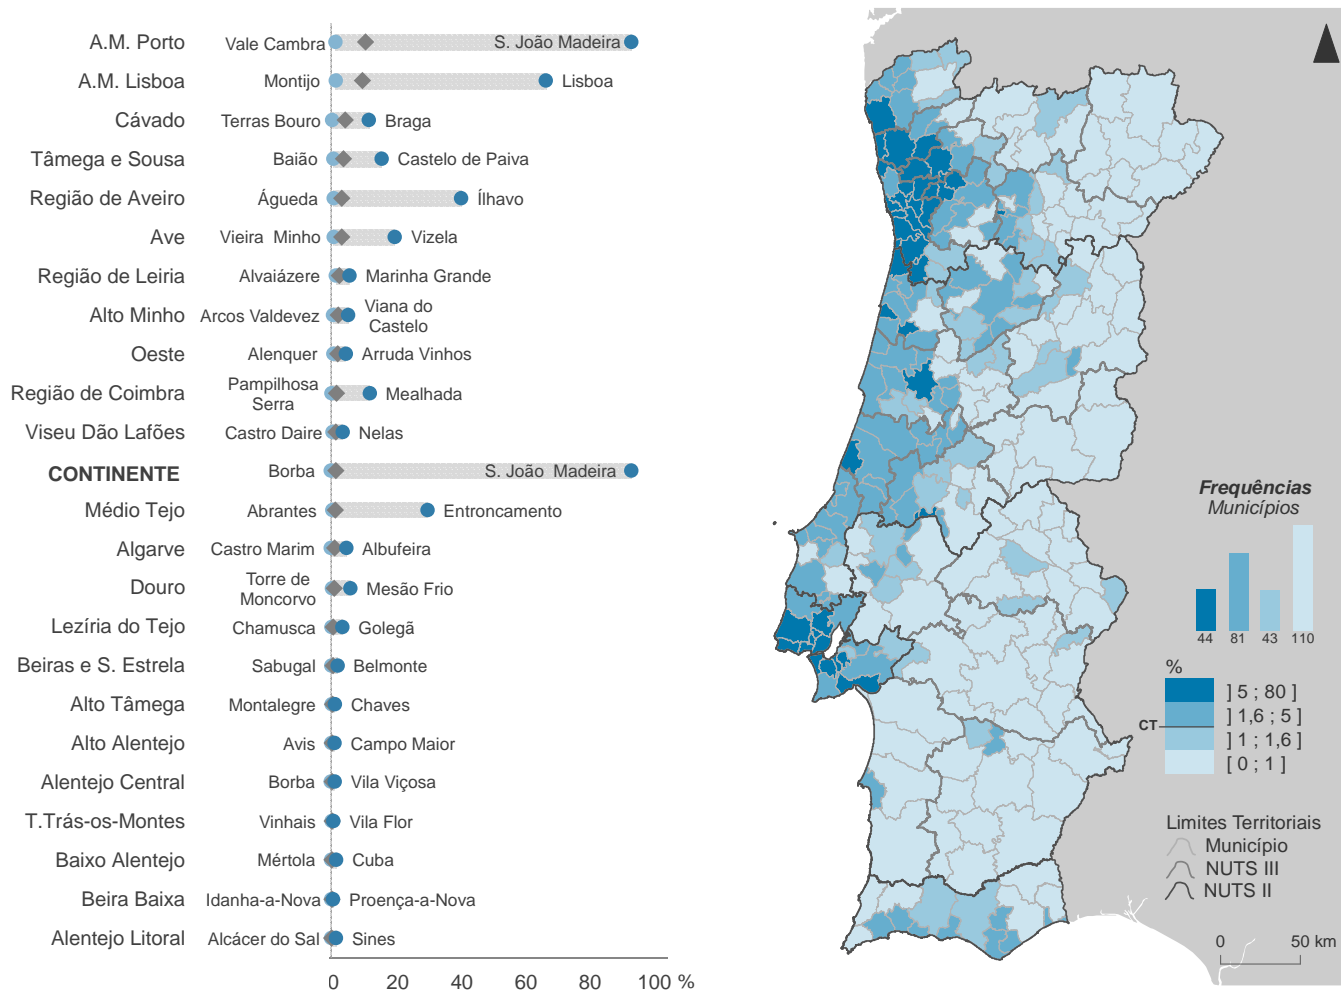 A.M. Porto Vale Cambra S. João Madeira
A.M. Lisboa Montijo Lisboa
Cávado Terras Bouro Braga
Tâmega e Sousa Baião Castelo de Paiva
Região de Aveiro Águeda Ílhavo
Ave Vieira Minho Vizela
Região de Leiria Alvaiázere Marinha Grande
Alto Minho Arcos Valdevez Viana do
Castelo
Oeste Alenquer Arruda Vinhos
Região de Coimbra Pampilhosa
Serra Mealhada
Viseu Dão Lafões Castro Daire Nelas
CONTINENTE Borba S. João Madeira
Médio Tejo Abrantes Entroncamento
Algarve Castro Marim Albufeira
Douro Torre de
Moncorvo Mesão Frio
Lezíria do Tejo Chamusca Golegã
Beiras e S. Estrela Sabugal Belmonte
Alto Tâmega Montalegre Chaves
Alto Alentejo Avis Campo Maior
Alentejo Central Borba Vila Viçosa
T.Trás-os-Montes Vinhais Vila Flor
Baixo Alentejo Mértola Cuba
Beira Baixa Idanha-a-Nova Proença-a-Nova
Alentejo Litoral Alcácer do Sal Sines
0 20 40 60 80 100 %
Frequências
Municípios
44 81 43 110
%
] 5 ; 80 ]
] 1,6 ; 5 ]
CT
] 1 ; 1,6 ]
[ 0 ; 1 ]
Limites Territoriais
Município
NUTS III
NUTS II
0 50 km